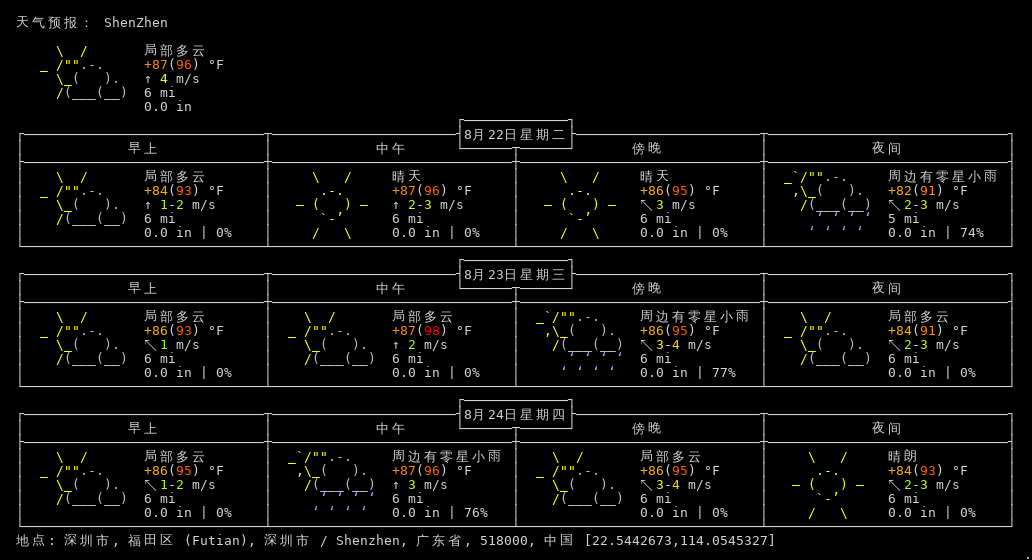 天气预报： ShenZhen
局部多云
+87(96) °F
↑ 4 m/s
6 mi
0.0 in
8月22日星期二
早上 中午 傍晚 夜间
局部多云 晴天 晴天 周边有零星小雨
+84(93) °F +87(96) °F +86(95) °F +82(91) °F
↑ 1-2 m/s ↑ 2-3 m/s ↖ 3 m/s ↖ 2-3 m/s
6 mi 6 mi 6 mi 5 mi
0.0 in | 0% 0.0 in | 0% 0.0 in | 0% 0.0 in | 74%
8月23日星期三
早上 中午 傍晚 夜间
局部多云 局部多云 周边有零星小雨 局部多云
+86(93) °F +87(98) °F +86(95) °F +84(91) °F
↖ 1 m/s ↑ 2 m/s ↖ 3-4 m/s ↖ 2-3 m/s
6 mi 6 mi 6 mi 6 mi
0.0 in | 0% 0.0 in | 0% 0.0 in | 77% 0.0 in | 0%
8月24日星期四
早上 中午 傍晚 夜间
局部多云 周边有零星小雨 局部多云 晴朗
+86(95) °F +87(96) °F +86(95) °F +84(93) °F
↖ 1-2 m/s ↑ 3 m/s ↖ 3-4 m/s ↖ 2-3 m/s
6 mi 6 mi 6 mi 6 mi
0.0 in | 0% 0.0 in | 76% 0.0 in | 0% 0.0 in | 0%
地点: 深圳市, 福田区 (Futian), 深圳市 / Shenzhen, 广东省, 518000, 中国 [22.5442673,114.0545327]